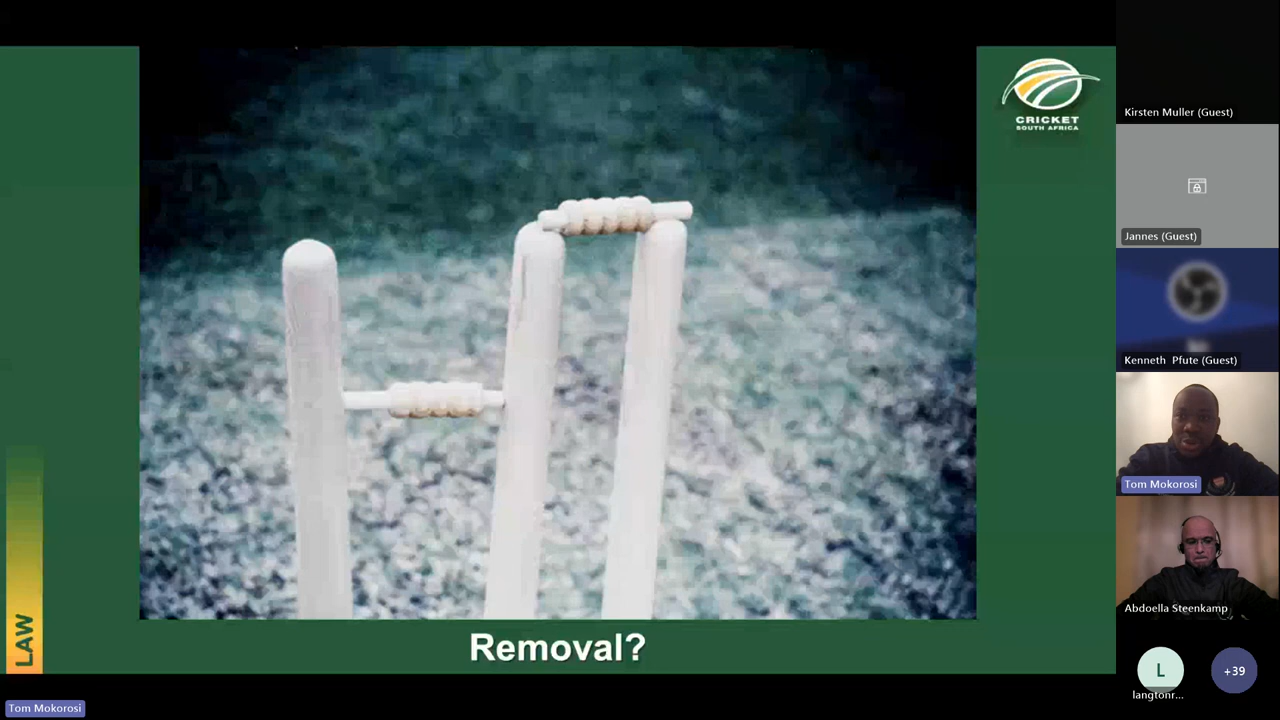 CRICKET
SOUTH AFRICA
LAW
Removal?
Tom Mokorosi
Kirsten Muller (Guest)
Jannes (Guest)
Kenneth Pfute (Guest)
Tom Mokorosi
Abdoella Steenkamp
L
langtonr...
+39